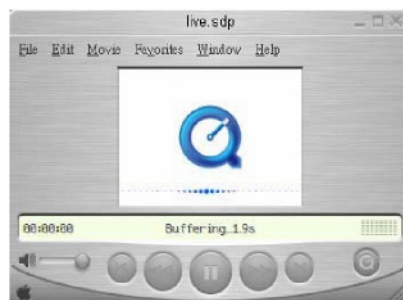 live.sdp
File Edit Movie Favorites Window Help
00:00:00 Buffering…1.9s